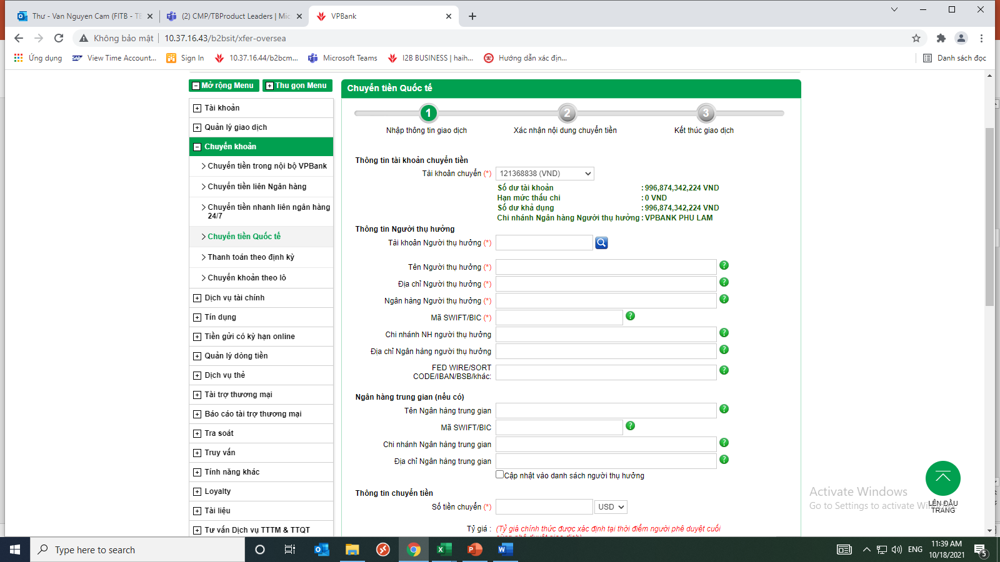 Thư - Van Nguyen Cam (FITB - TB
(2) CMP/TBProduct Leaders | Mic
VPBank
Không bảo mật
10.37.16.43/b2bsit/xfer-oversea
Ứng dụng
View Time Account...
Sign In
10.37.16.44/b2bcm...
Microsoft Teams
I2B BUSINESS | haih...
Hướng dẫn xác địn...
Danh sách đọc
Mở rộng Menu
Thu gọn Menu
Tài khoản
Quản lý giao dịch
Chuyển khoản
Chuyển tiền trong nội bộ VPBank
Chuyển tiền liên Ngân hàng
Chuyển tiền nhanh liên ngân hàng
24/7
Chuyển tiền Quốc tế
Thanh toán theo định kỳ
Chuyển khoản theo lô
Dịch vụ tài chính
Tín dụng
Tiền gửi có kỳ hạn online
Quản lý dòng tiền
Dịch vụ thẻ
Tài trợ thương mại
Báo cáo tài trợ thương mại
Tra soát
Truy vấn
Tính năng khác
Loyalty
Tài liệu
Tư vấn Dịch vụ TTTM & TTQT
Chuyển tiền Quốc tế
1
2
3
Nhập thông tin giao dịch
Xác nhận nội dung chuyển tiền
Kết thúc giao dịch
Thông tin tài khoản chuyển tiền
Tài khoản chuyển (*)
121368838 (VND)
Số dư tài khoản : 996,874,342,224 VND
Hạn mức thấu chi : 0 VND
Số dư khả dụng : 996,874,342,224 VND
Chi nhánh Ngân hàng Người thụ hưởng : VPBANK PHU LAM
Thông tin Người thụ hưởng
Tài khoản Người thụ hưởng (*)
Tên Người thụ hưởng (*)
Địa chỉ Người thụ hưởng (*)
Ngân hàng Người thụ hưởng (*)
Mã SWIFT/BIC (*)
Chi nhánh NH người thụ hưởng
Địa chỉ Ngân hàng người thụ hưởng
FED WIRE/SORT
CODE/IBAN/BSB/khác:
Ngân hàng trung gian (nếu có)
Tên Ngân hàng trung gian
Mã SWIFT/BIC
Chi nhánh Ngân hàng trung gian
Địa chỉ Ngân hàng trung gian
Cập nhật vào danh sách người thụ hưởng
Thông tin chuyển tiền
Số tiền chuyển (*)
USD
Tỷ giá : (Tỷ giá chính thức được xác định tại thời điểm người phê duyệt cuối
LÊN ĐẦU
TRANG
Activate Windows
Go to Settings to activate Windows.
Type here to search
ENG
11:39 AM
10/18/2021
5